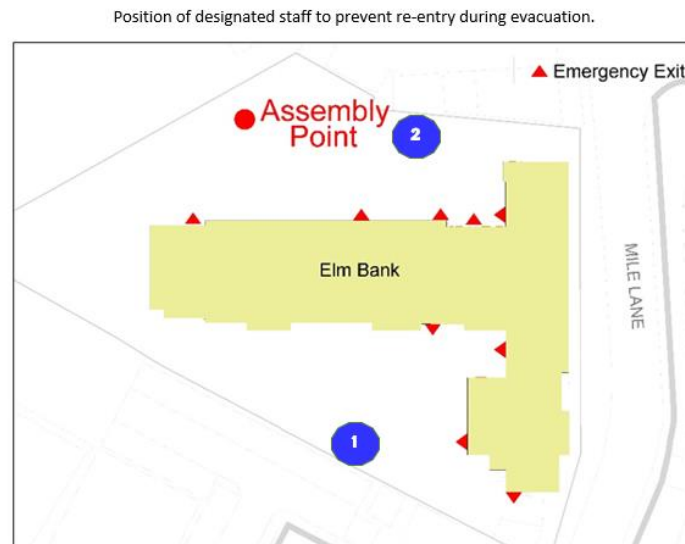 Position of designated staff to prevent re-entry during evacuation.
Emergency Exit
Assembly
Point
2
Elm Bank
MILE LANE
1